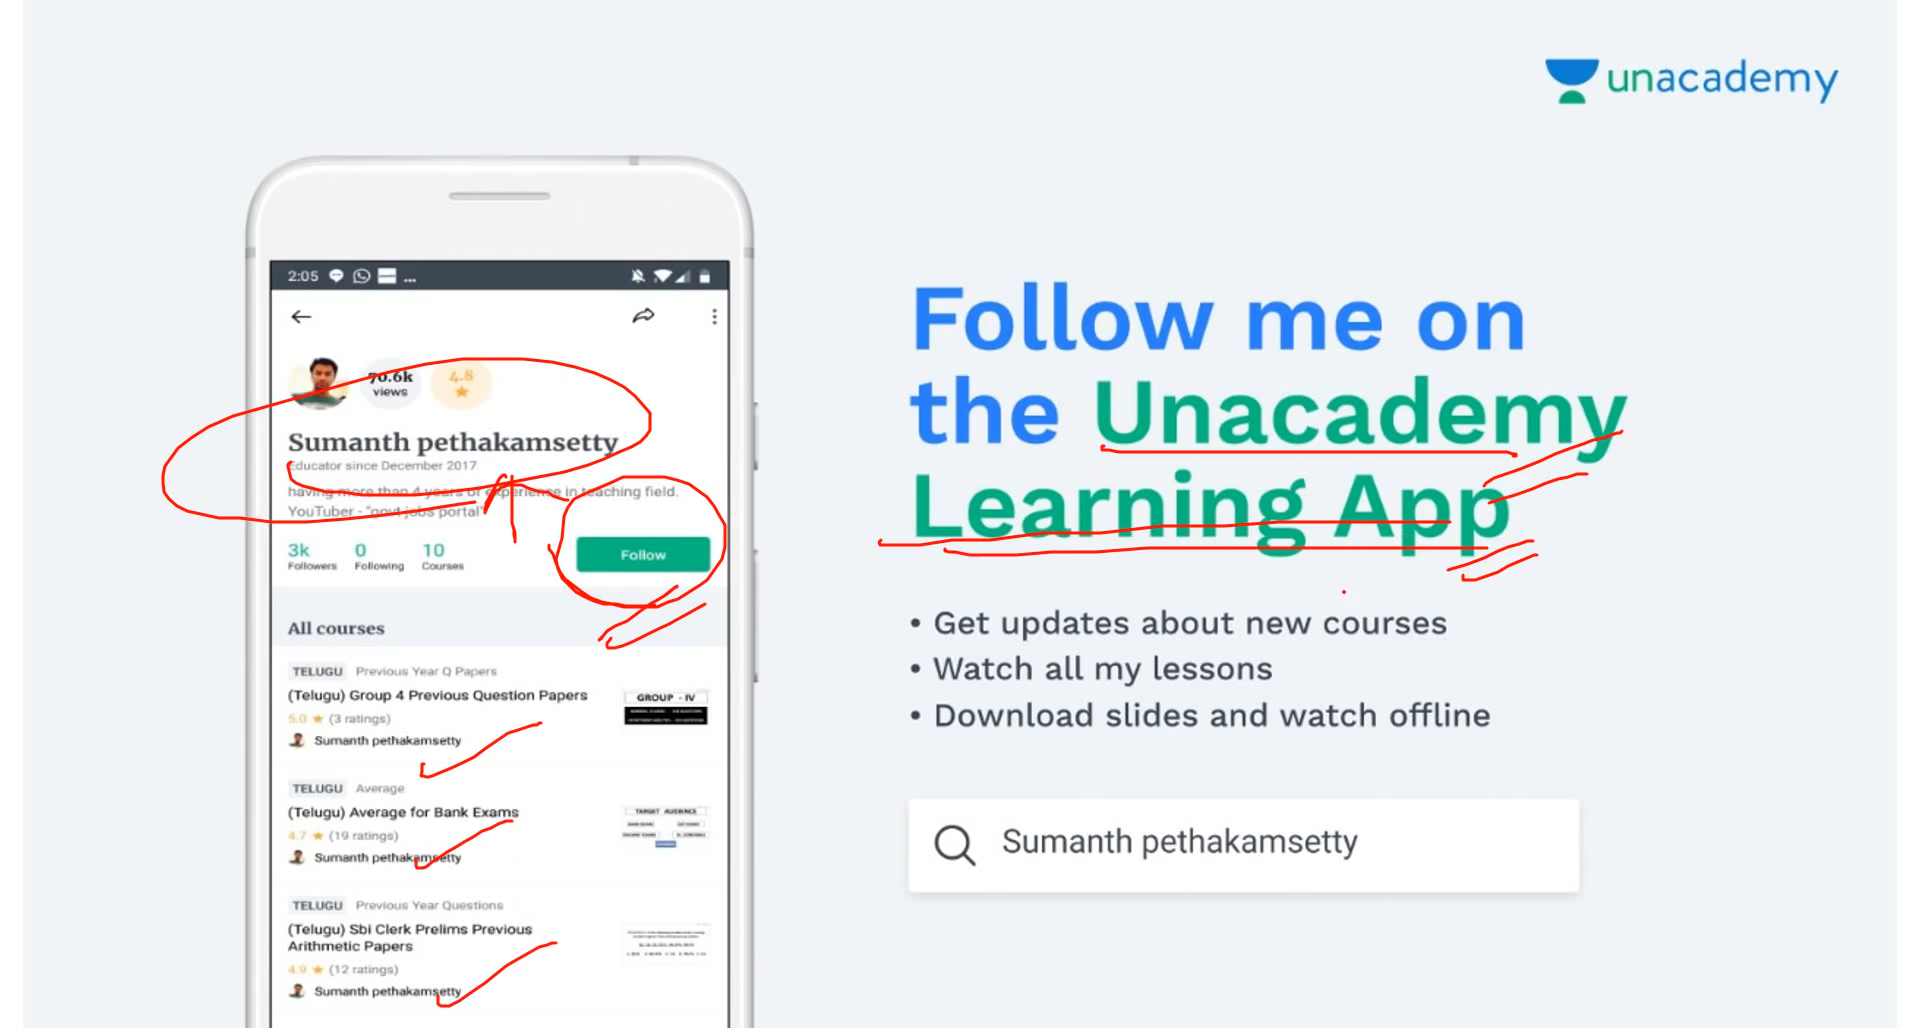 unacademy
2:05 ...
70.6k
views
4.8
Sumanth pethakamsetty
Educator since December 2017
having more than 4 years of experience in teaching field.
YouTuber - "govt jobs portal"
3k
Followers
0
Following
10
Courses
Follow
All courses
TELUGU Previous Year Q Papers
(Telugu) Group 4 Previous Question Papers
5.0 ★ (3 ratings)
Sumanth pethakamsetty
GROUP - IV
TELUGU Average
(Telugu) Average for Bank Exams
4.7 ★ (19 ratings)
Sumanth pethakamsetty
TARGET AUDIENCE
TELUGU Previous Year Questions
(Telugu) Sbi Clerk Prelims Previous
Arithmetic Papers
4.9 ★ (12 ratings)
Sumanth pethakamsetty
Follow me on
the Unacademy
Learning App
• Get updates about new courses
• Watch all my lessons
• Download slides and watch offline
Sumanth pethakamsetty